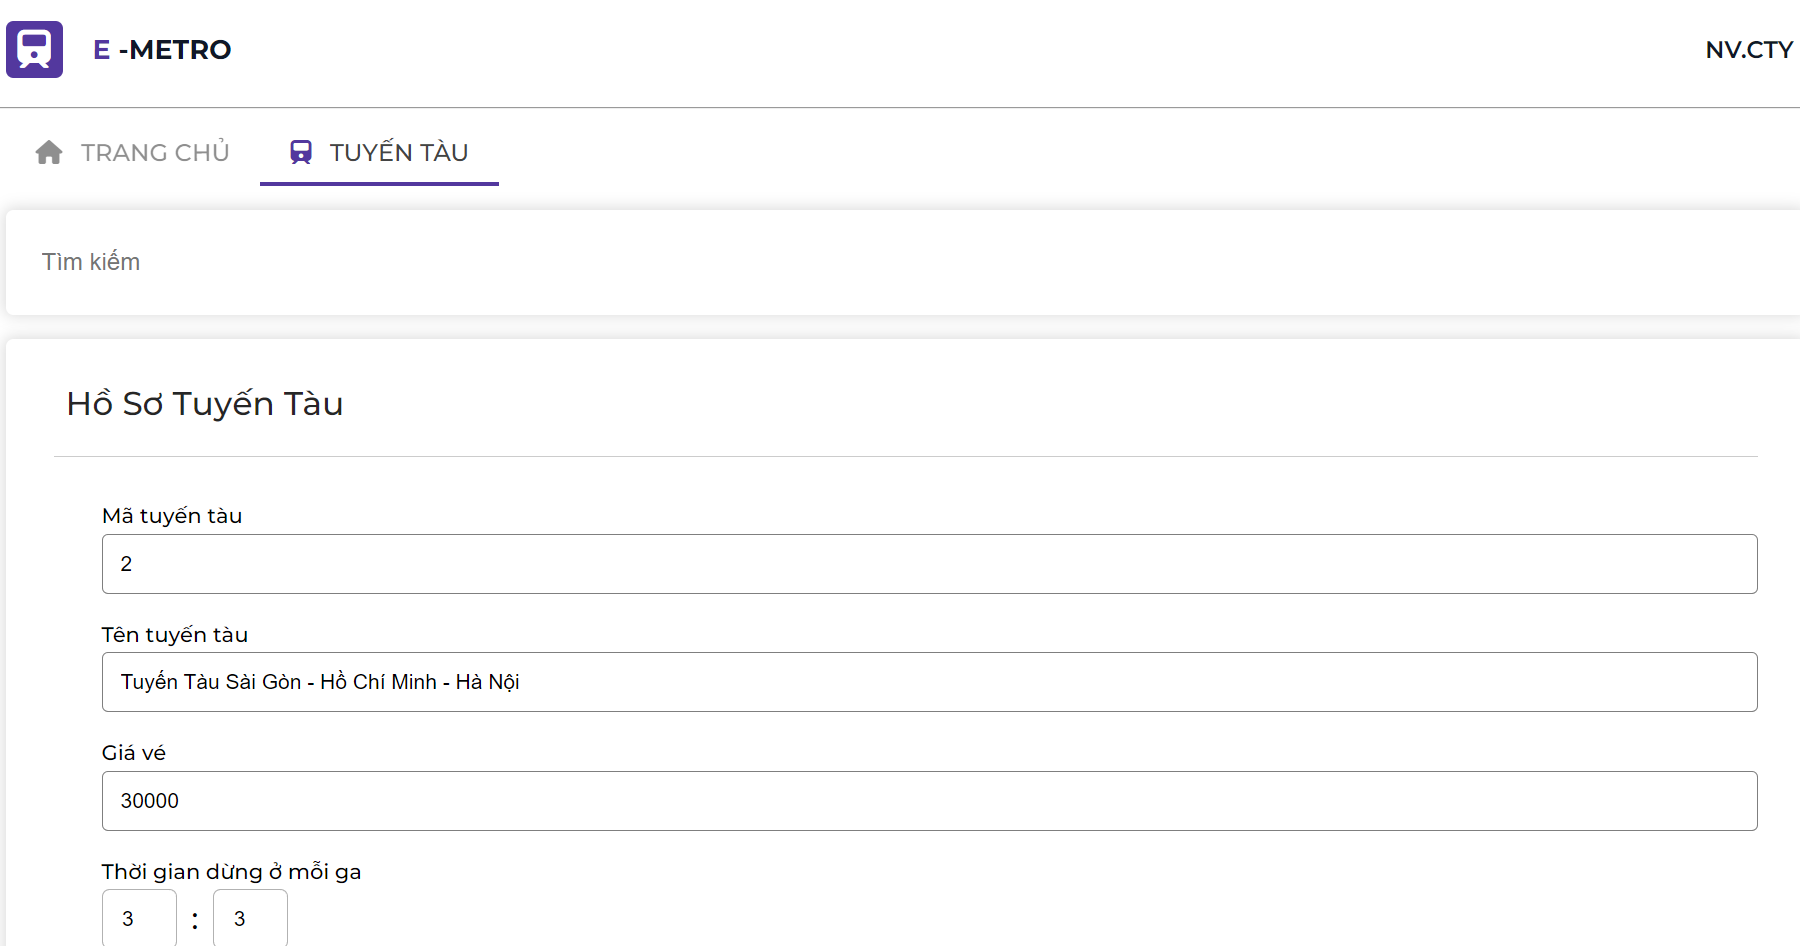 E -METRO
NV.CTY
TRANG CHỦ
TUYẾN TÀU
Tìm kiếm
Hồ Sơ Tuyến Tàu
Mã tuyến tàu
2
Tên tuyến tàu
Tuyến Tàu Sài Gòn - Hồ Chí Minh - Hà Nội
Giá vé
30000
Thời gian dừng ở mỗi ga
3 : 3